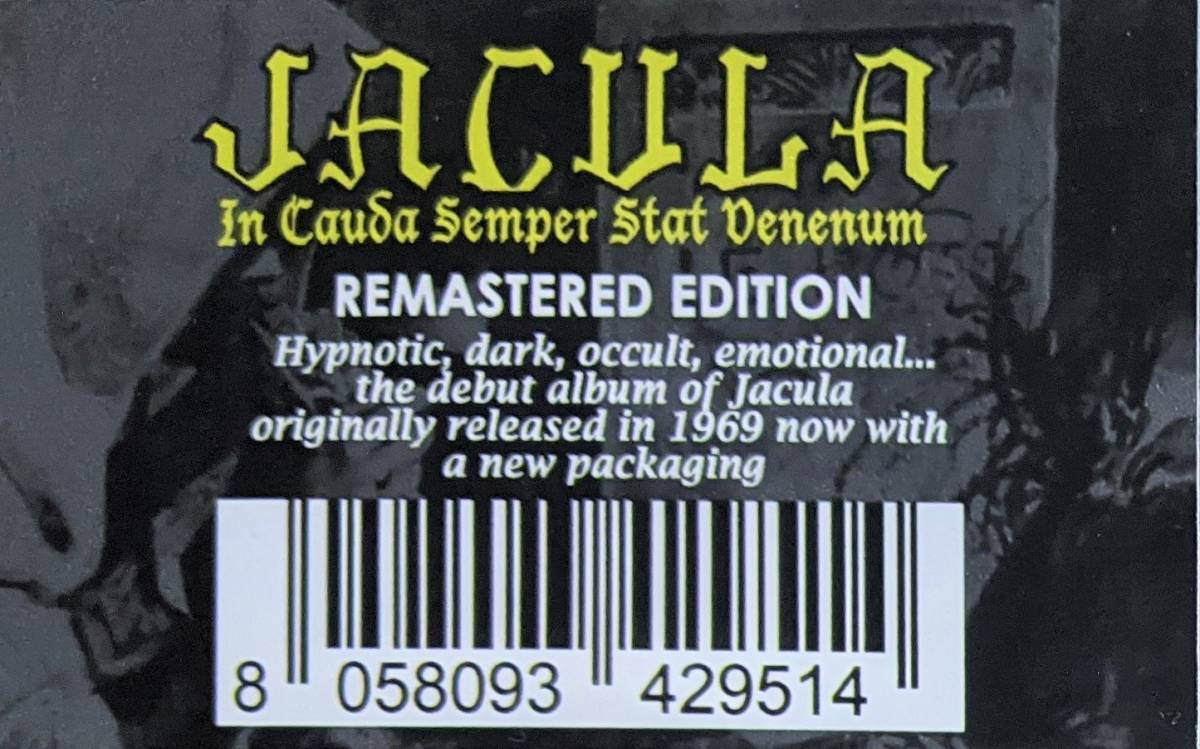 JACULA
In Cauda Semper Stat Venenum
REMASTERED EDITION
Hypnotic, dark, occult, emotional...
the debut album of Jacula
originally released in 1969 now with
a new packaging
8 058093 429514